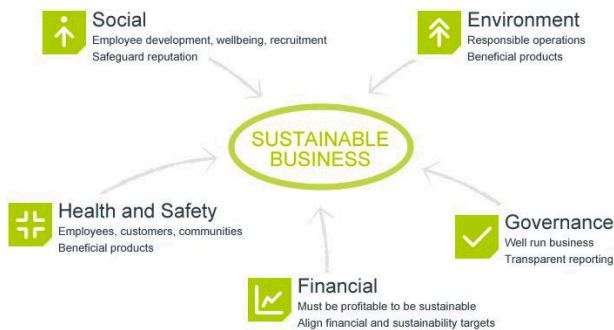 Social
Employee development, wellbeing, recruitment
Safeguard reputation
Environment
Responsible operations
Beneficial products
SUSTAINABLE
BUSINESS
Health and Safety
Employees, customers, communities
Beneficial products
Governance
Well run business
Transparent reporting
Financial
Must be profitable to be sustainable
Align financial and sustainability targets